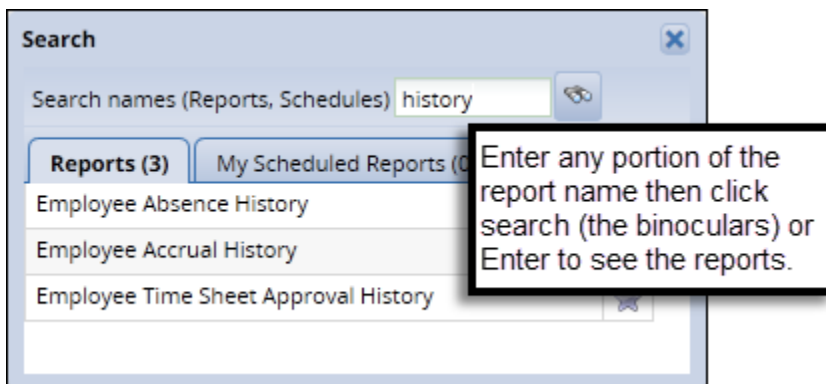 Search
Search names (Reports, Schedules) history
Reports (3) My Scheduled Reports (0
Enter any portion of the
report name then click
search (the binoculars) or
Enter to see the reports.
Employee Absence History
Employee Accrual History
Employee Time Sheet Approval History